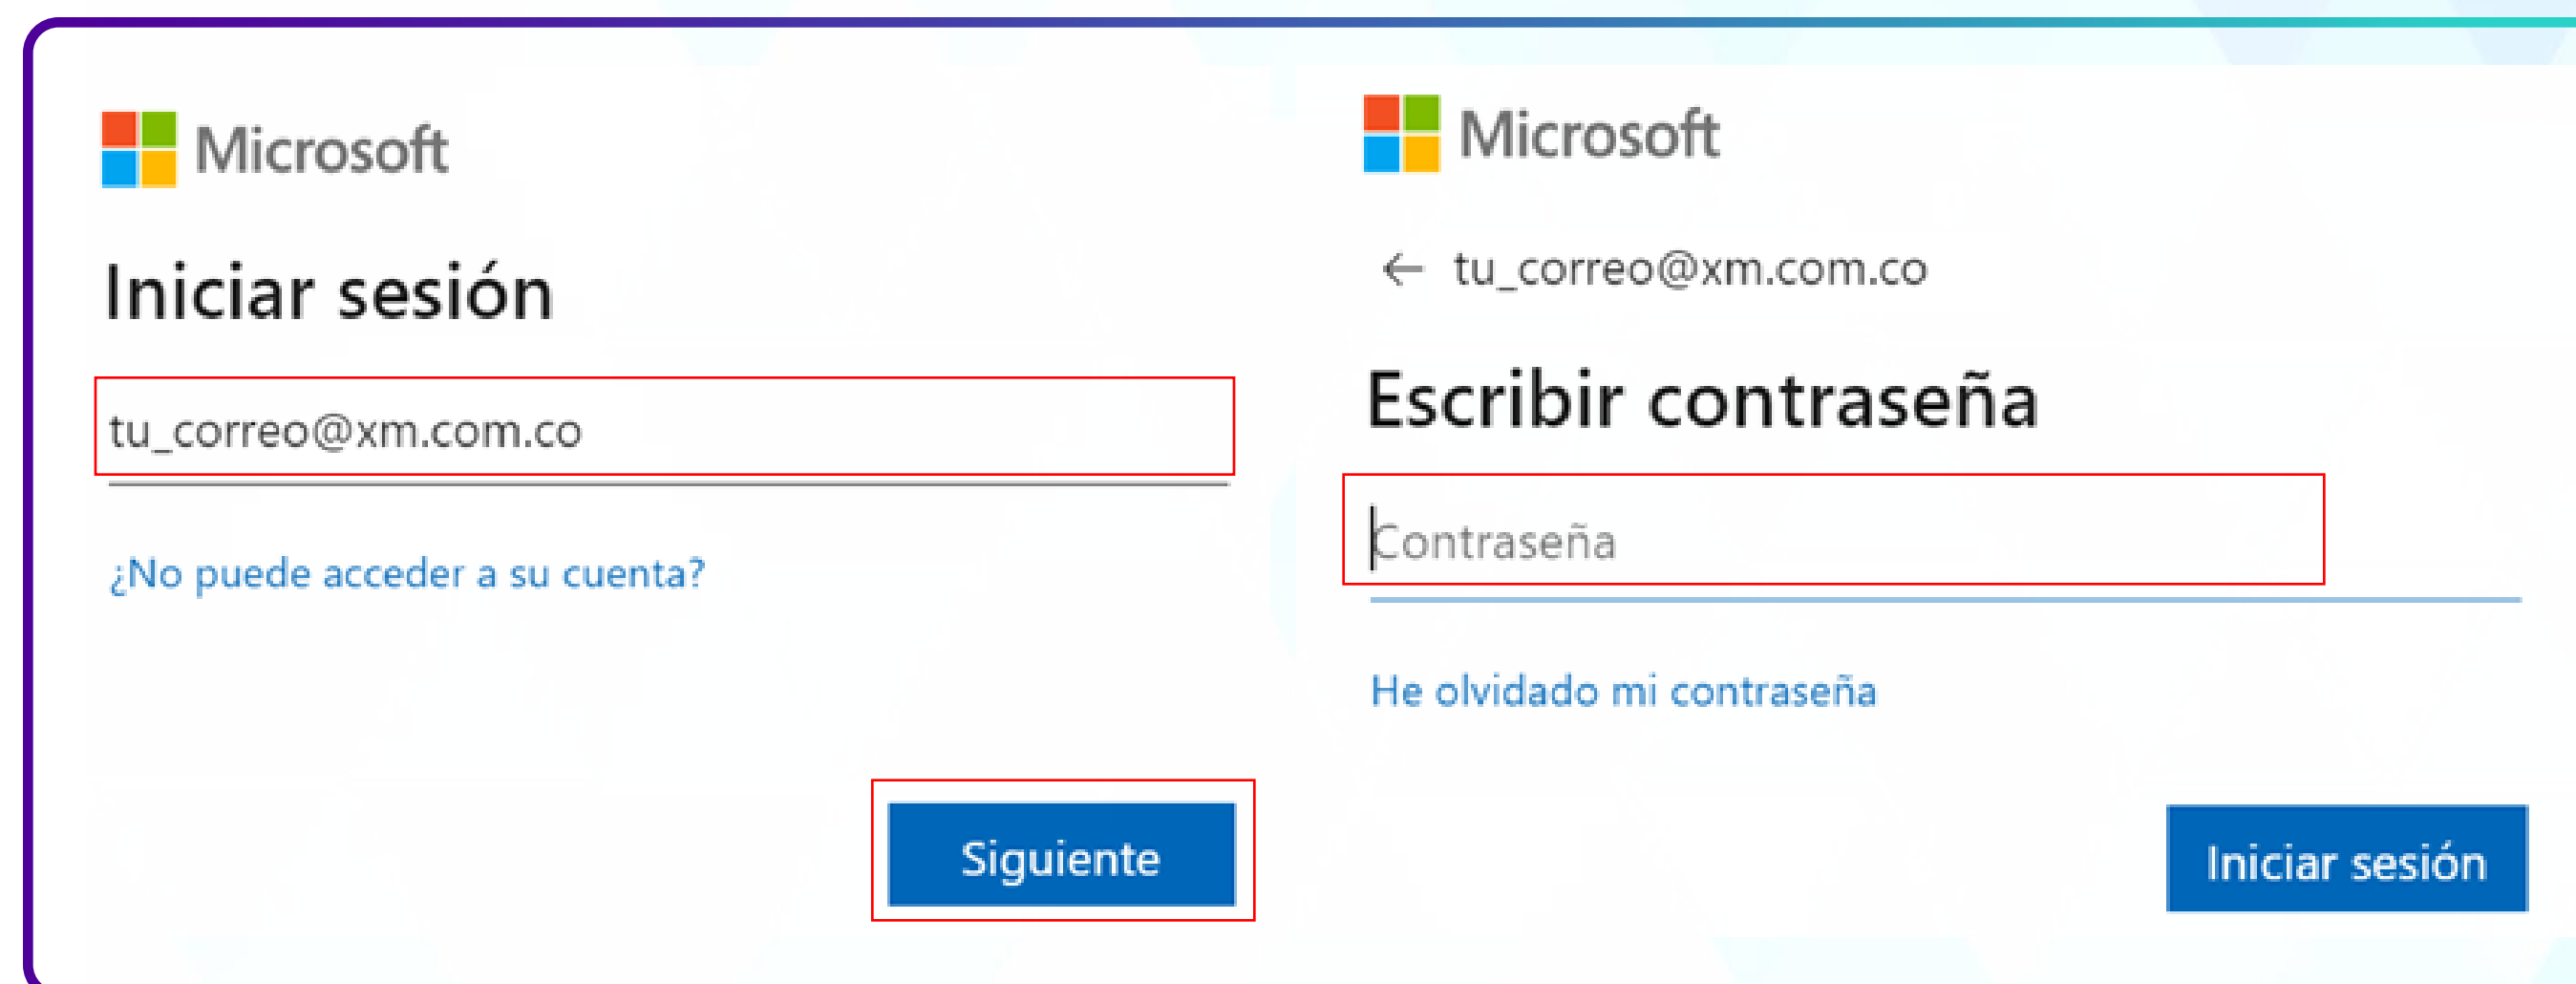 Microsoft
Iniciar sesión
tu_correo@xm.com.co
¿No puede acceder a su cuenta?
Siguiente
Microsoft
← tu_correo@xm.com.co
Escribir contraseña
Contraseña
He olvidado mi contraseña
Iniciar sesión